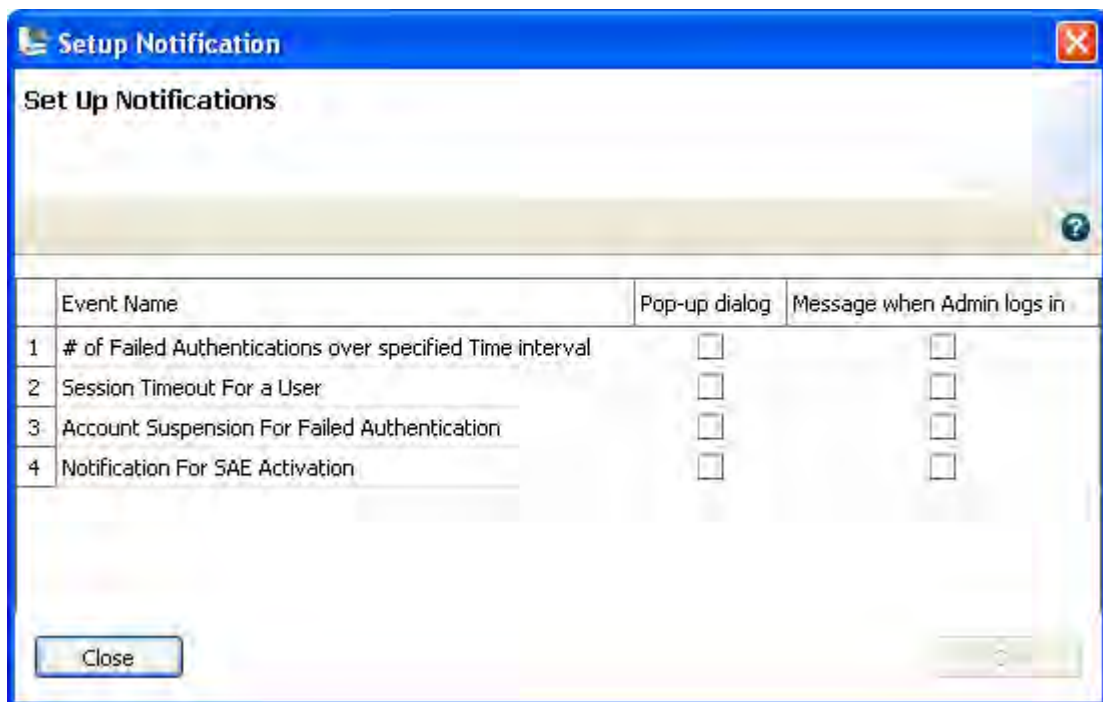 Setup Notification
Set Up Notifications
?
Event Name Pop-up dialog Message when Admin logs in
1 # of Failed Authentications over specified Time interval
2 Session Timeout For a User
3 Account Suspension For Failed Authentication
4 Notification For SAE Activation
Close